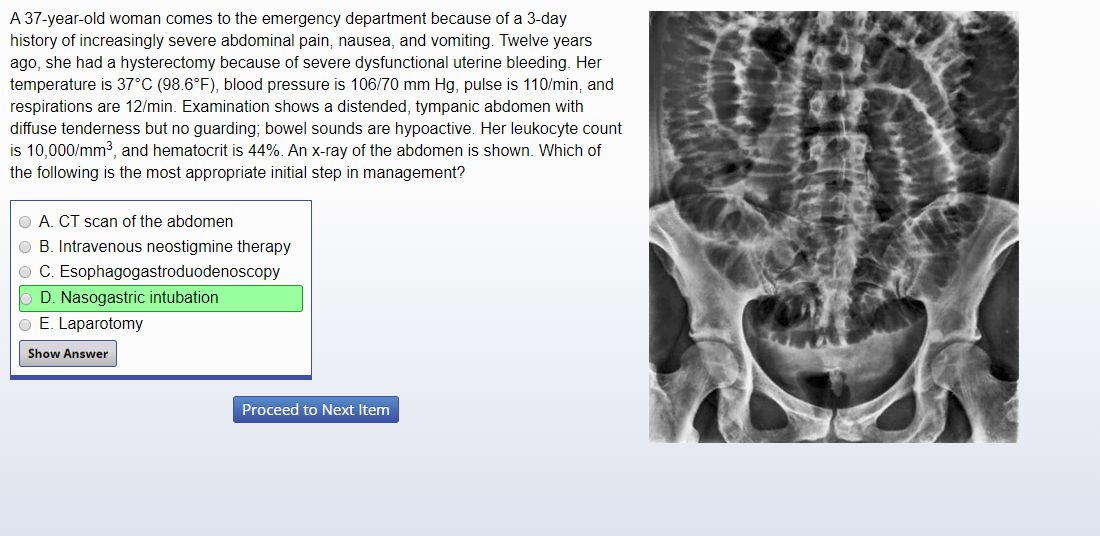 A 37-year-old woman comes to the emergency department because of a 3-day
history of increasingly severe abdominal pain, nausea, and vomiting. Twelve years
ago, she had a hysterectomy because of severe dysfunctional uterine bleeding. Her
temperature is 37°C (98.6°F), blood pressure is 106/70 mm Hg, pulse is 110/min, and
respirations are 12/min. Examination shows a distended, tympanic abdomen with
diffuse tenderness but no guarding; bowel sounds are hypoactive. Her leukocyte count
is 10,000/mm³, and hematocrit is 44%. An x-ray of the abdomen is shown. Which of
the following is the most appropriate initial step in management?
A. CT scan of the abdomen
B. Intravenous neostigmine therapy
C. Esophagogastroduodenoscopy
D. Nasogastric intubation
E. Laparotomy
Show Answer
Proceed to Next Item